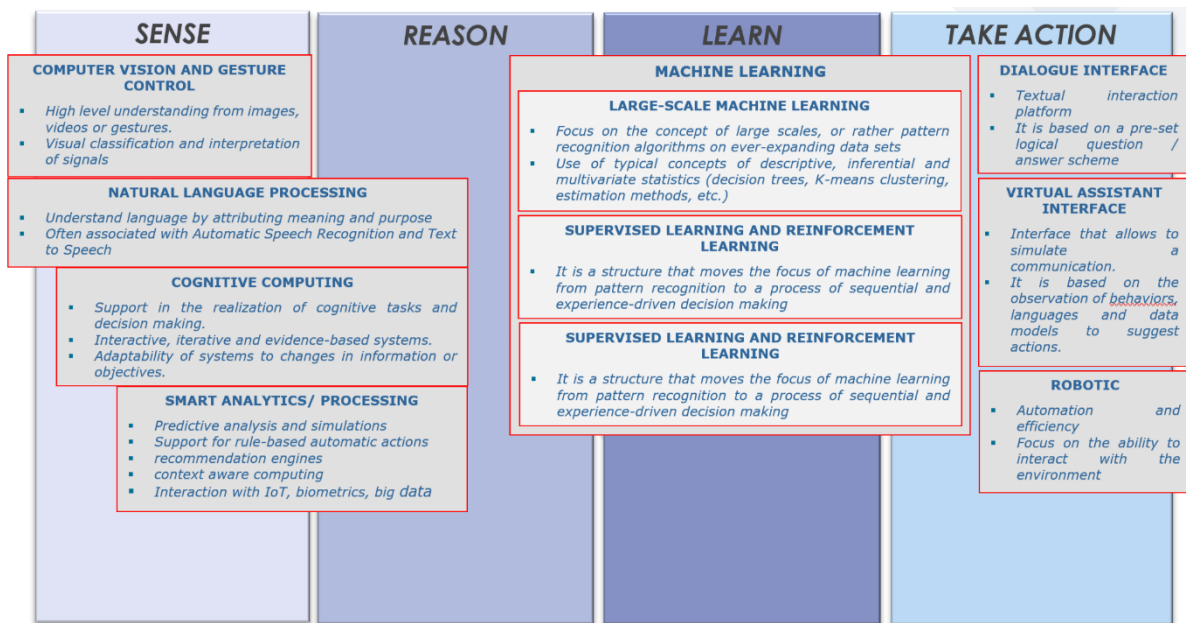 SENSE
REASON
LEARN
TAKE ACTION
COMPUTER VISION AND GESTURE
CONTROL
▪ High level understanding from images,
videos or gestures.
▪ Visual classification and interpretation
of signals
NATURAL LANGUAGE PROCESSING
▪ Understand language by attributing meaning and purpose
▪ Often associated with Automatic Speech Recognition and Text
to Speech
COGNITIVE COMPUTING
▪ Support in the realization of cognitive tasks and
decision making.
▪ Interactive, iterative and evidence-based systems.
▪ Adaptability of systems to changes in information or
objectives.
SMART ANALYTICS/ PROCESSING
▪ Predictive analysis and simulations
▪ Support for rule-based automatic actions
▪ recommendation engines
▪ context aware computing
▪ Interaction with IoT, biometrics, big data
MACHINE LEARNING
LARGE-SCALE MACHINE LEARNING
▪ Focus on the concept of large scales, or rather pattern
recognition algorithms on ever-expanding data sets
▪ Use of typical concepts of descriptive, inferential and
multivariate statistics (decision trees, K-means clustering,
estimation methods, etc.)
SUPERVISED LEARNING AND REINFORCEMENT
LEARNING
▪ It is a structure that moves the focus of machine learning
from pattern recognition to a process of sequential and
experience-driven decision making
SUPERVISED LEARNING AND REINFORCEMENT
LEARNING
▪ It is a structure that moves the focus of machine learning
from pattern recognition to a process of sequential and
experience-driven decision making
DIALOGUE INTERFACE
▪ Textual interaction
platform
▪ It is based on a pre-set
logical question /
answer scheme
VIRTUAL ASSISTANT
INTERFACE
▪ Interface that allows to
simulate a
communication.
▪ It is based on the
observation of behaviors,
languages and data
models to suggest
actions.
ROBOTIC
▪ Automation and
efficiency
▪ Focus on the ability to
interact with the
environment